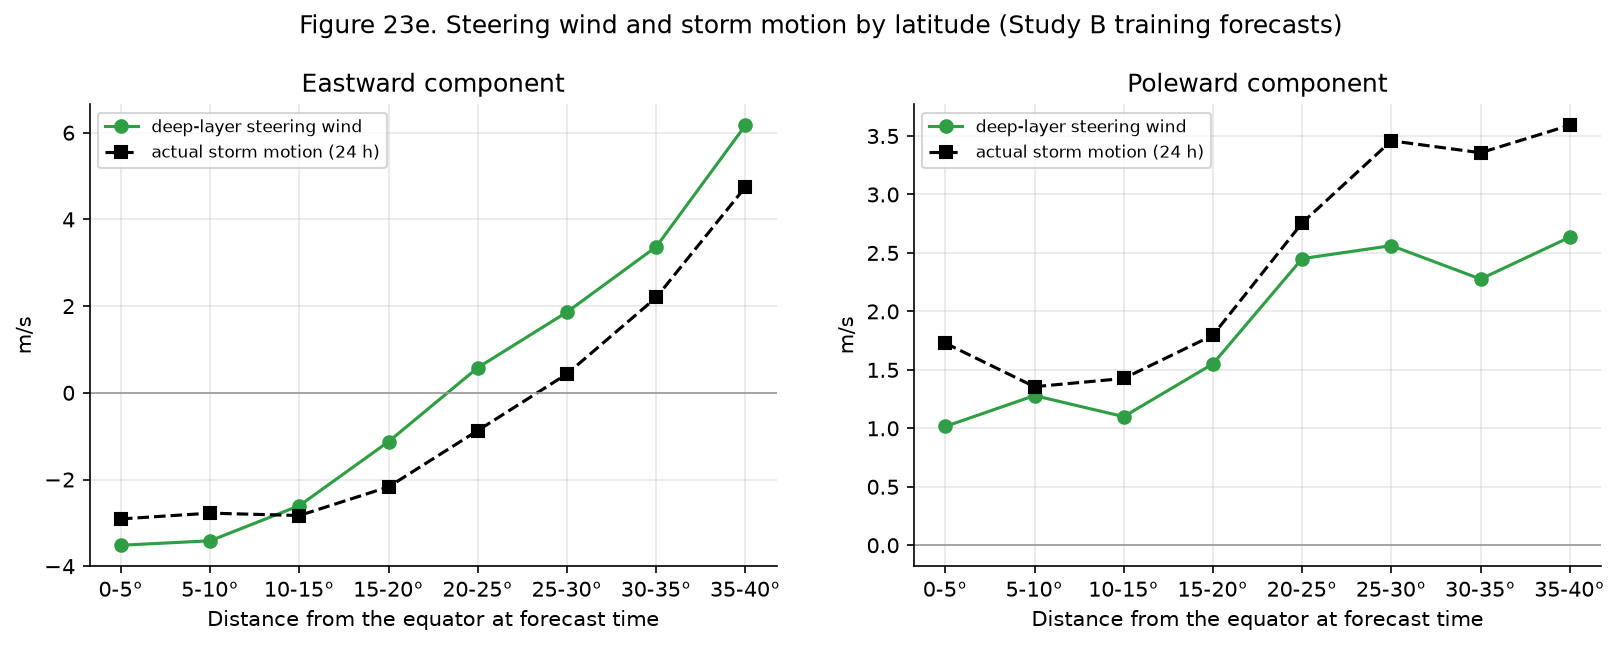 Figure 23e. Steering wind and storm motion by latitude (Study B training forecasts)
Eastward component
deep-layer steering wind
actual storm motion (24 h)
m/s
6
4
2
0
−2
−4
0-5° 5-10° 10-15° 15-20° 20-25° 25-30° 30-35° 35-40°
Distance from the equator at forecast time
Poleward component
deep-layer steering wind
actual storm motion (24 h)
m/s
3.5
3.0
2.5
2.0
1.5
1.0
0.5
0.0
0-5° 5-10° 10-15° 15-20° 20-25° 25-30° 30-35° 35-40°
Distance from the equator at forecast time